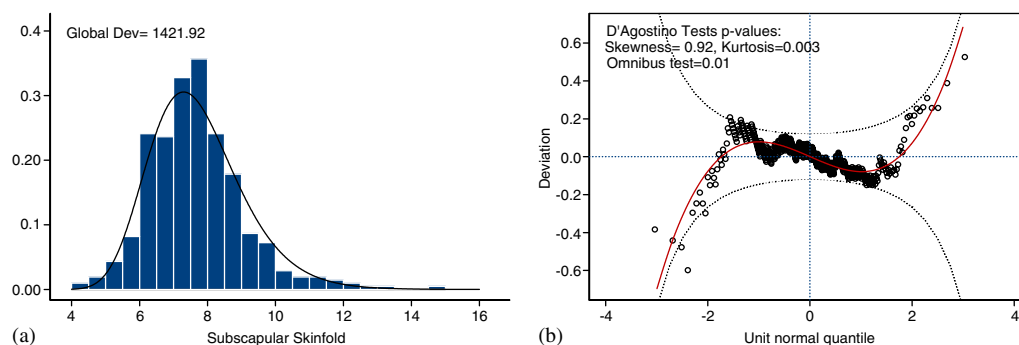 0.4
Global Dev= 1421.92
0.3
0.20
0.1
0.00
4 6 8 10 12 14 16
(a)
Subscapular Skinfold
D'Agostino Tests p-values:
Skewness= 0.92, Kurtosis=0.003
Omnibus test=0.01
Deviation
0.6
0.4
0.2
0.0
-0.2
-0.4
-0.6
-4 -2 0 2 4
(b)
Unit normal quantile